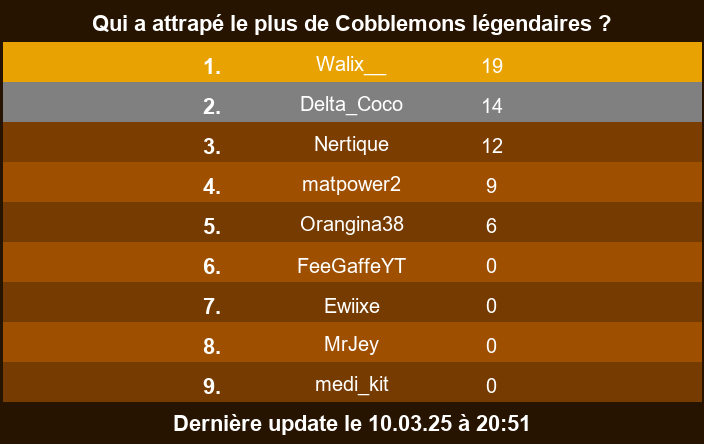 Qui a attrapé le plus de Cobblemons légendaires ?
1. Walix__ 19
2. Delta_Coco 14
3. Nertique 12
4. matpower2 9
5. Orangina38 6
6. FeeGaffeYT 0
7. Ewiixe 0
8. MrJey 0
9. medi_kit 0
Dernière update le 10.03.25 à 20:51